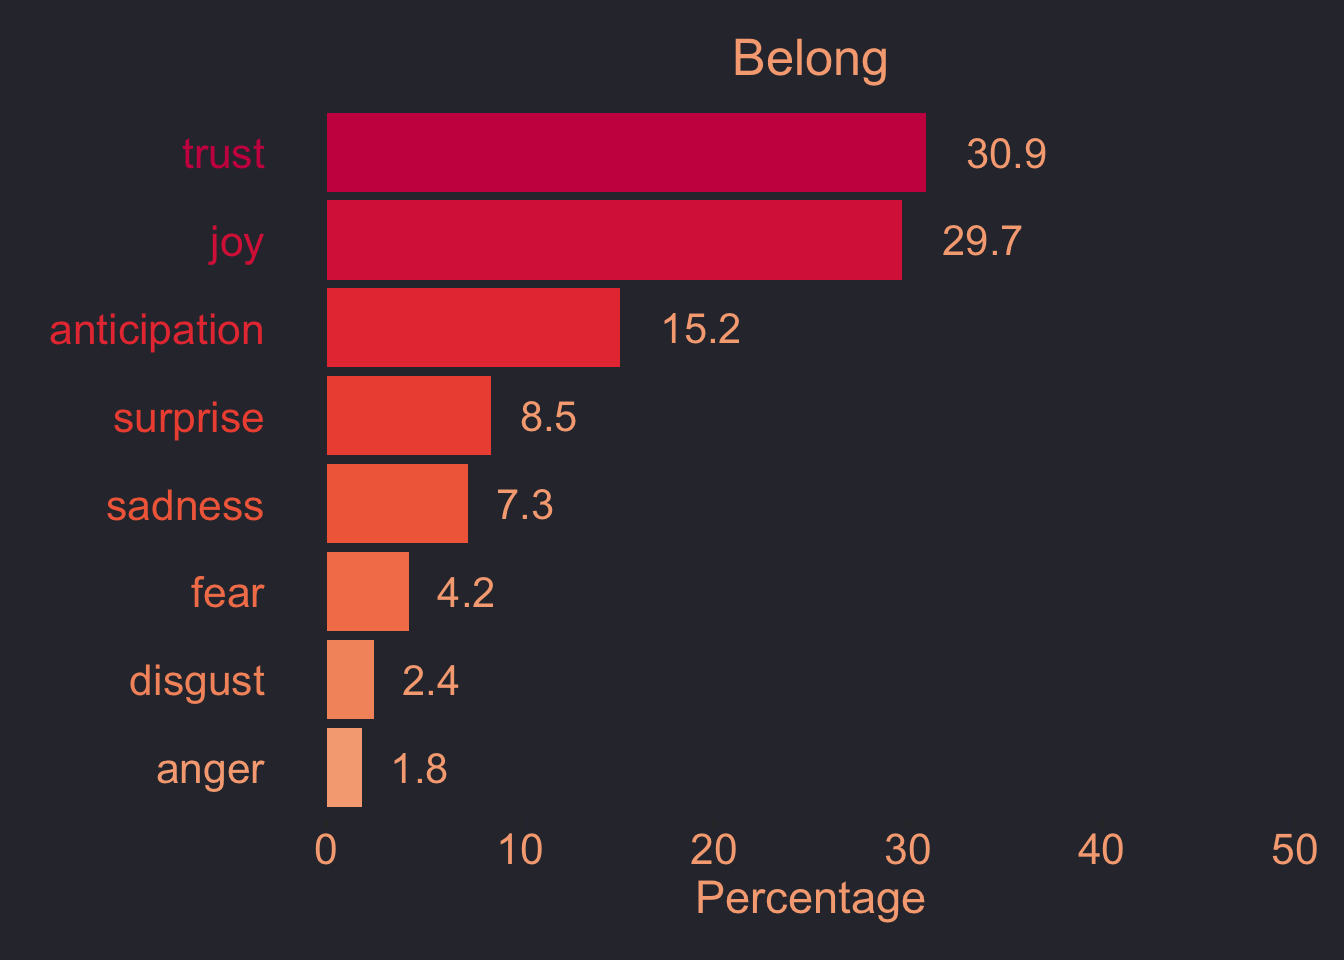 Belong
trust 30.9
joy 29.7
anticipation 15.2
surprise 8.5
sadness 7.3
fear 4.2
disgust 2.4
anger 1.8
0 10 20 30 40 50
Percentage